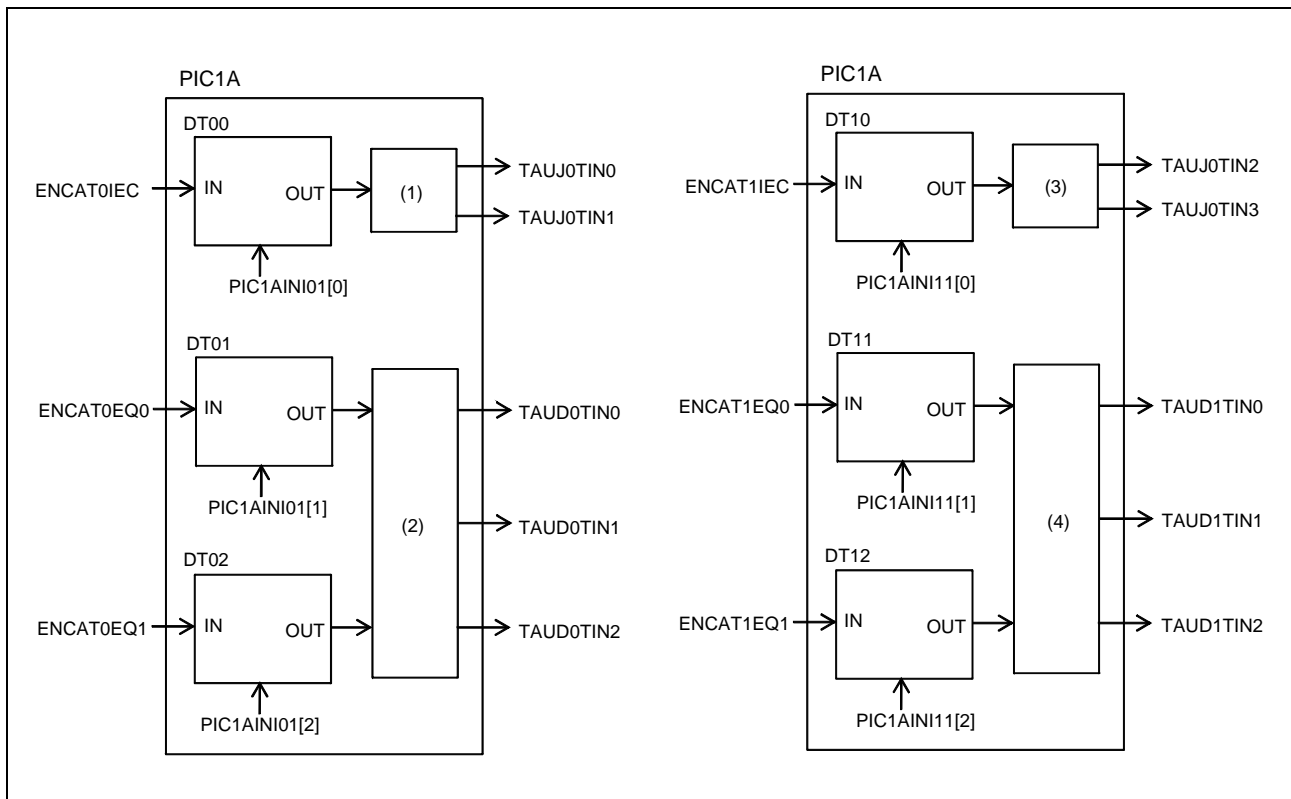 PIC1A
DT00
ENCAT0IEC
IN
OUT
(1)
TAUJ0TIN0
TAUJ0TIN1
PIC1AINI01[0]
DT01
ENCAT0EQ0
IN
OUT
PIC1AINI01[1]
(2)
TAUD0TIN0
TAUD0TIN1
TAUD0TIN2
DT02
ENCAT0EQ1
IN
OUT
PIC1AINI01[2]
PIC1A
DT10
ENCAT1IEC
IN
OUT
(3)
TAUJ0TIN2
TAUJ0TIN3
PIC1AINI11[0]
DT11
ENCAT1EQ0
IN
OUT
PIC1AINI11[1]
(4)
TAUD1TIN0
TAUD1TIN1
TAUD1TIN2
DT12
ENCAT1EQ1
IN
OUT
PIC1AINI11[2]